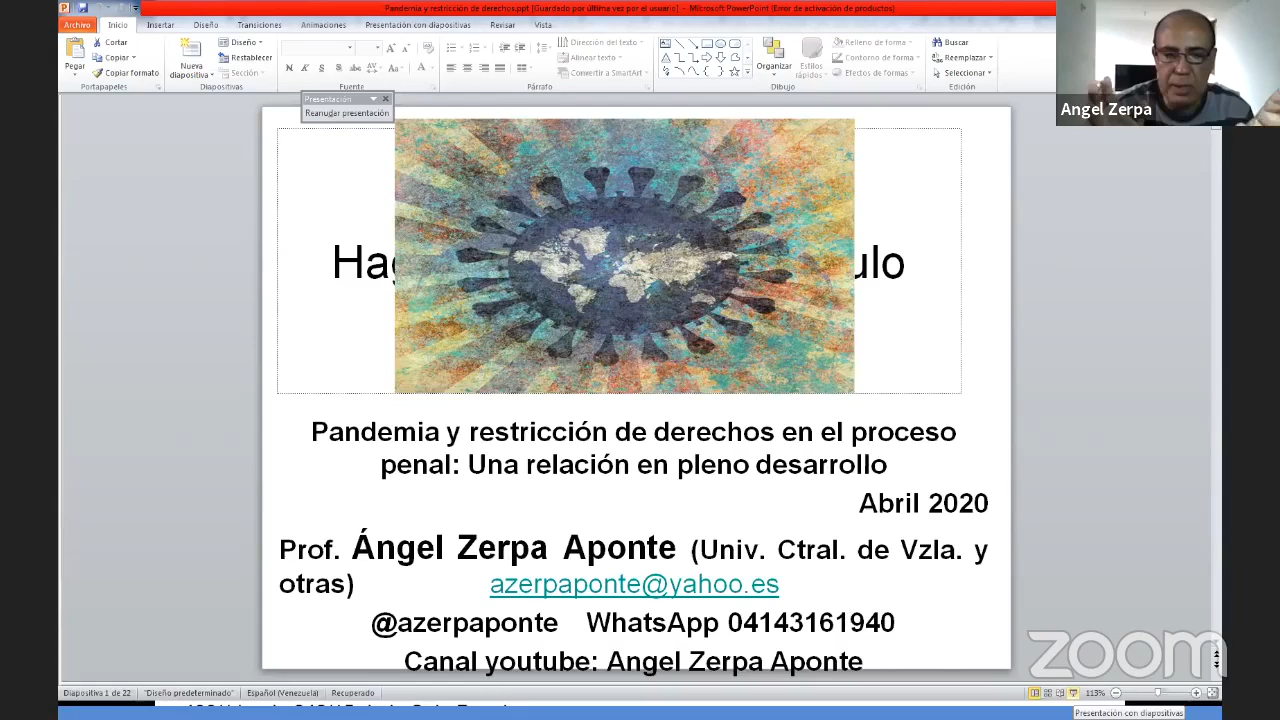 Pandemia y restricción de derechos.ppt [Guardado por última vez por el usuario] - Microsoft PowerPoint (Error de activación de productos)
Archivo Inicio Insertar Diseño Transiciones Animaciones Presentación con diapositivas Revisar Vista
Pegar
Cortar
Copiar
Copiar formato
Portapapeles
Nueva diapositiva
Diseño
Restablecer
Sección
Diapositivas
Fuente
Párrafo
Dirección del texto
Alinear texto
Convertir a SmartArt
Organizar
Estilos rápidos
Relleno de forma
Contorno de forma
Efectos de formas
Dibujo
Buscar
Reemplazar
Seleccionar
Edición
Angel Zerpa
Presentación
Reanudar presentación
Pandemia y restricción de derechos en el proceso
penal: Una relación en pleno desarrollo
Abril 2020
Prof. Ángel Zerpa Aponte (Univ. Ctral. de Vzla. y
otras) azerpaponte@yahoo.es
@azerpaponte WhatsApp 04143161940
Canal youtube: Angel Zerpa Aponte
zoom
Diapositiva 1 de 22 "Diseño predeterminado" Español (Venezuela) Recuperado 113%
Presentación con diapositivas